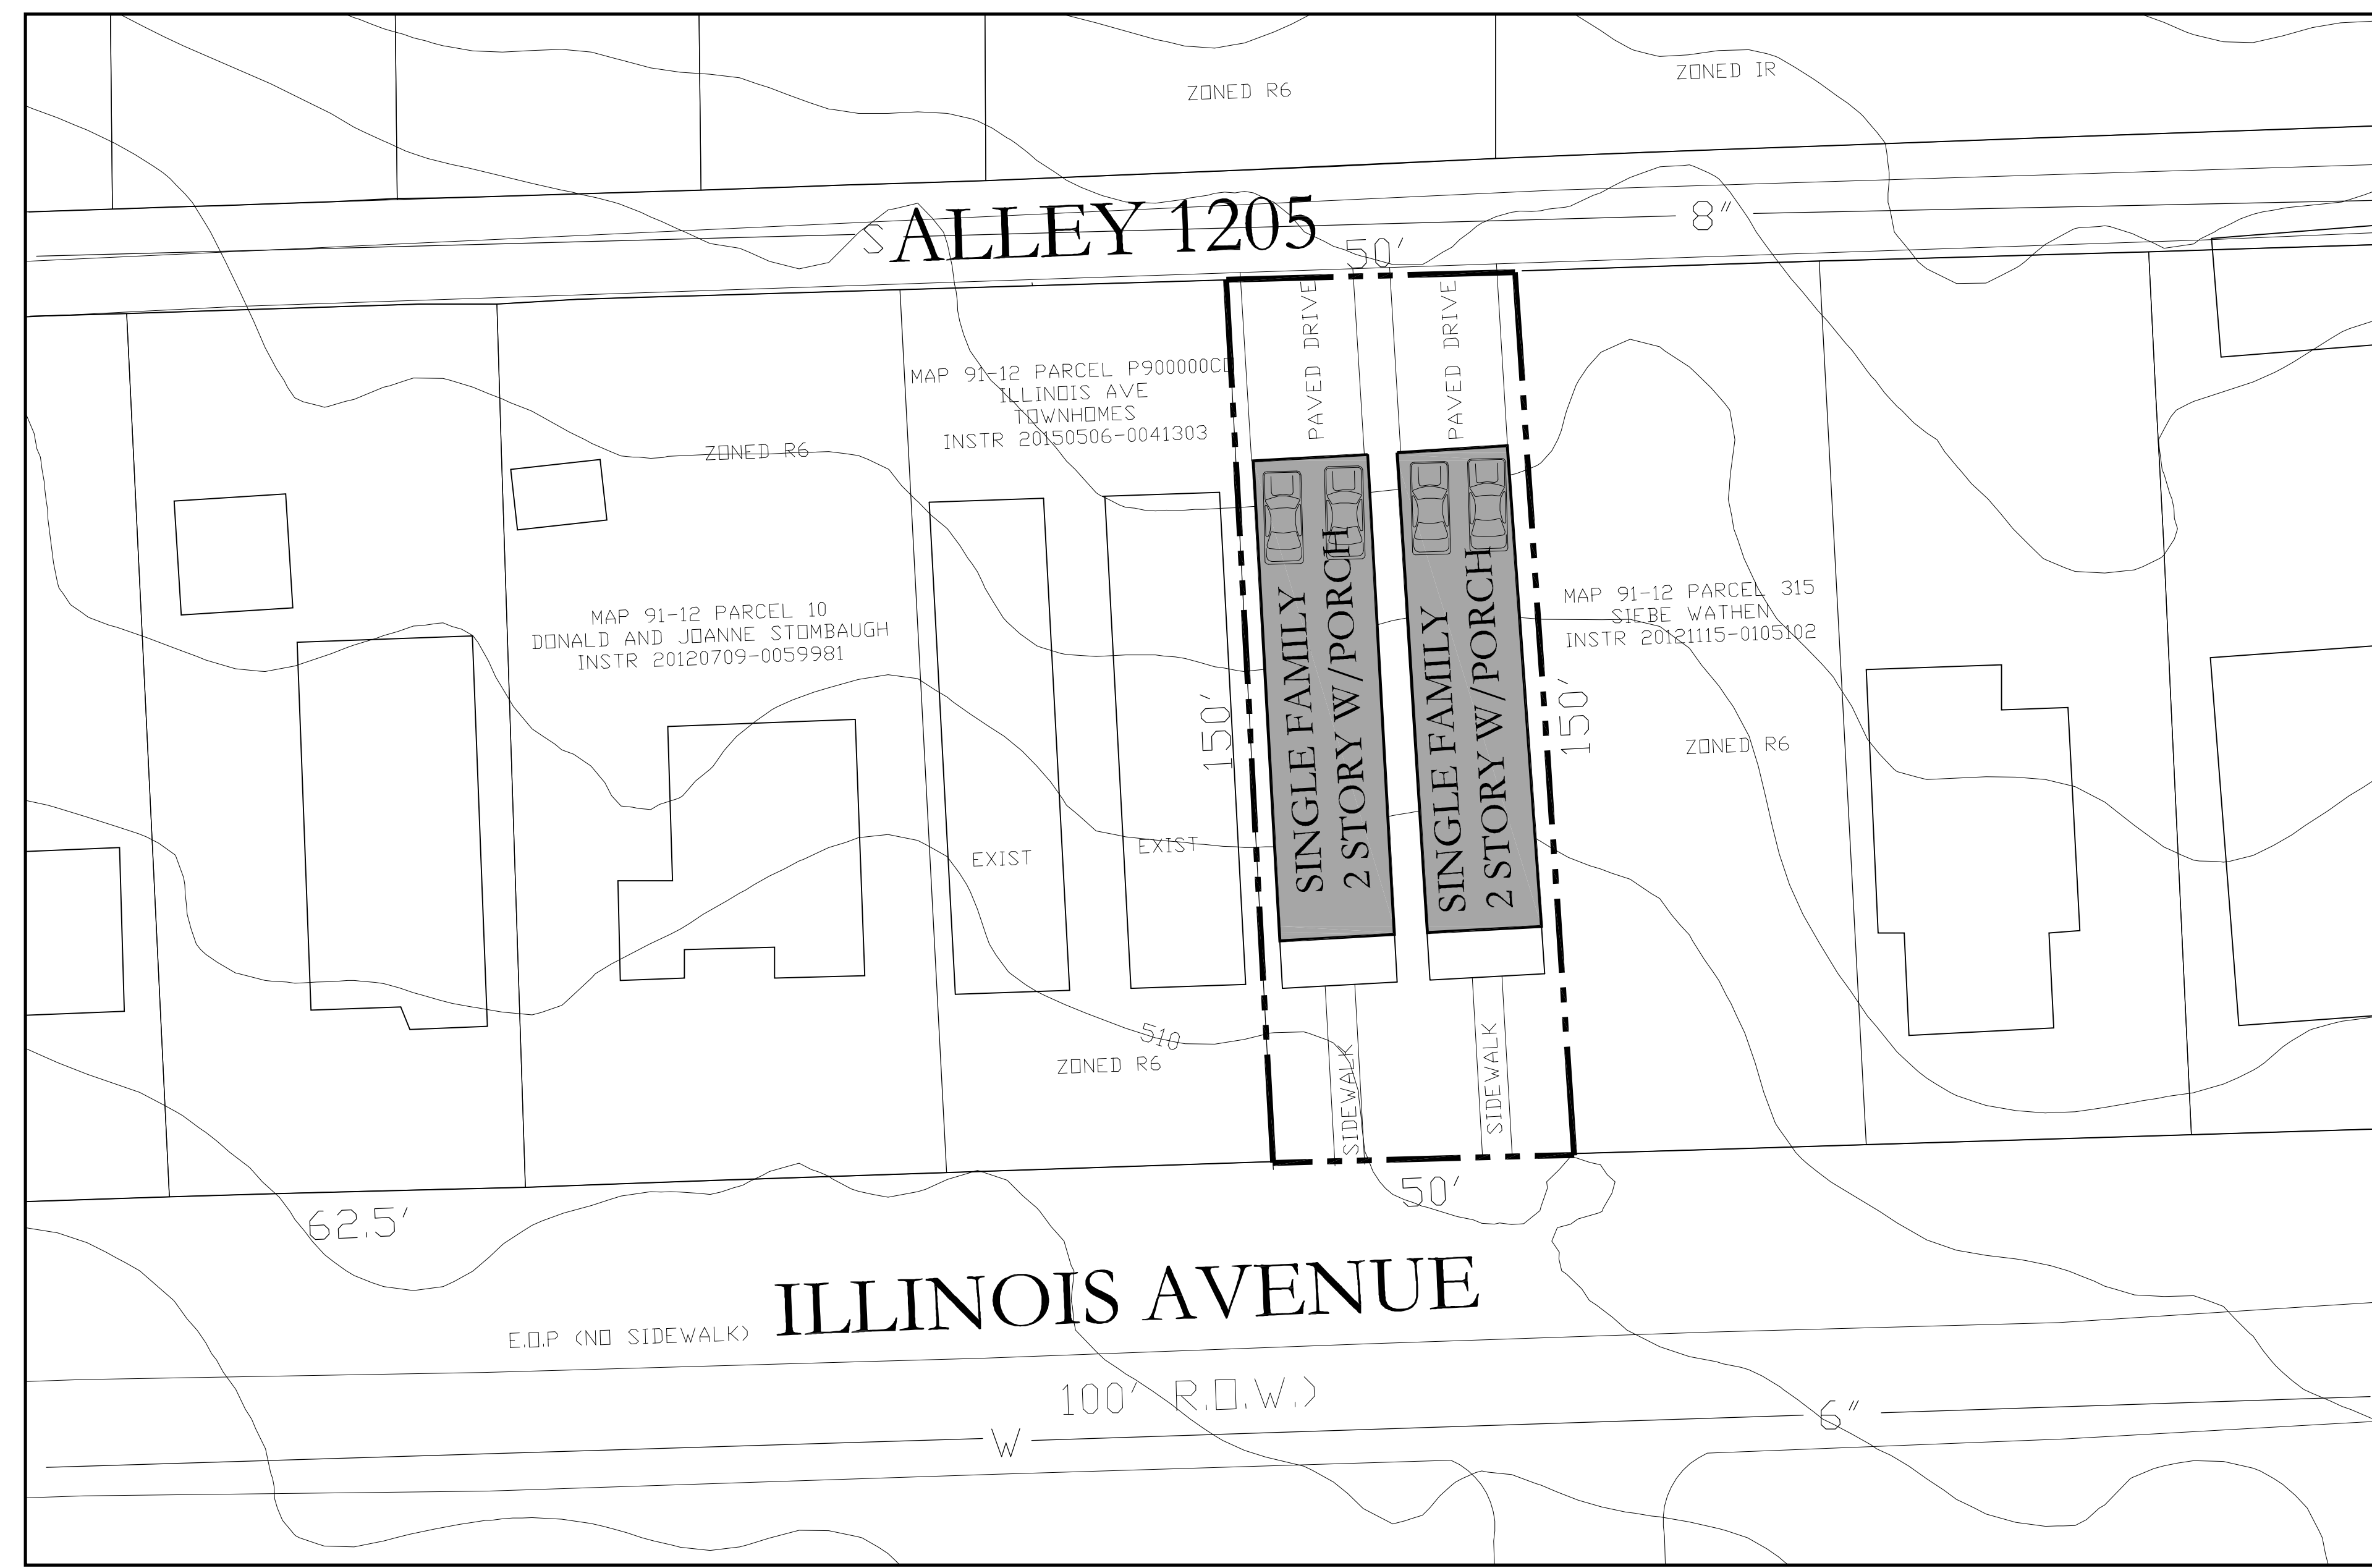 ZONED R6
ZONED IR
S
ALLEY 1205
8"
50'
PAVED DRIVE
PAVED DRIVE
MAP 91-12 PARCEL P900000CO
ILLINOIS AVE
TOWNHOMES
INSTR 20150506-0041303
ZONED R6
MAP 91-12 PARCEL 10
DONALD AND JOANNE STOMBAUGH
INSTR 20120709-0059981
MAP 91-12 PARCEL 315
SIEBE WATHEN
INSTR 20121115-0105102
SINGLE FAMILY
2 STORY W/PORCH
SINGLE FAMILY
2 STORY W/PORCH
150'
150'
ZONED R6
EXIST
EXIST
510
ZONED R6
SIDEWALK
SIDEWALK
50'
62.5'
ILLINOIS AVENUE
E.O.P (NO SIDEWALK)
100' R.O.W.)
6"
W